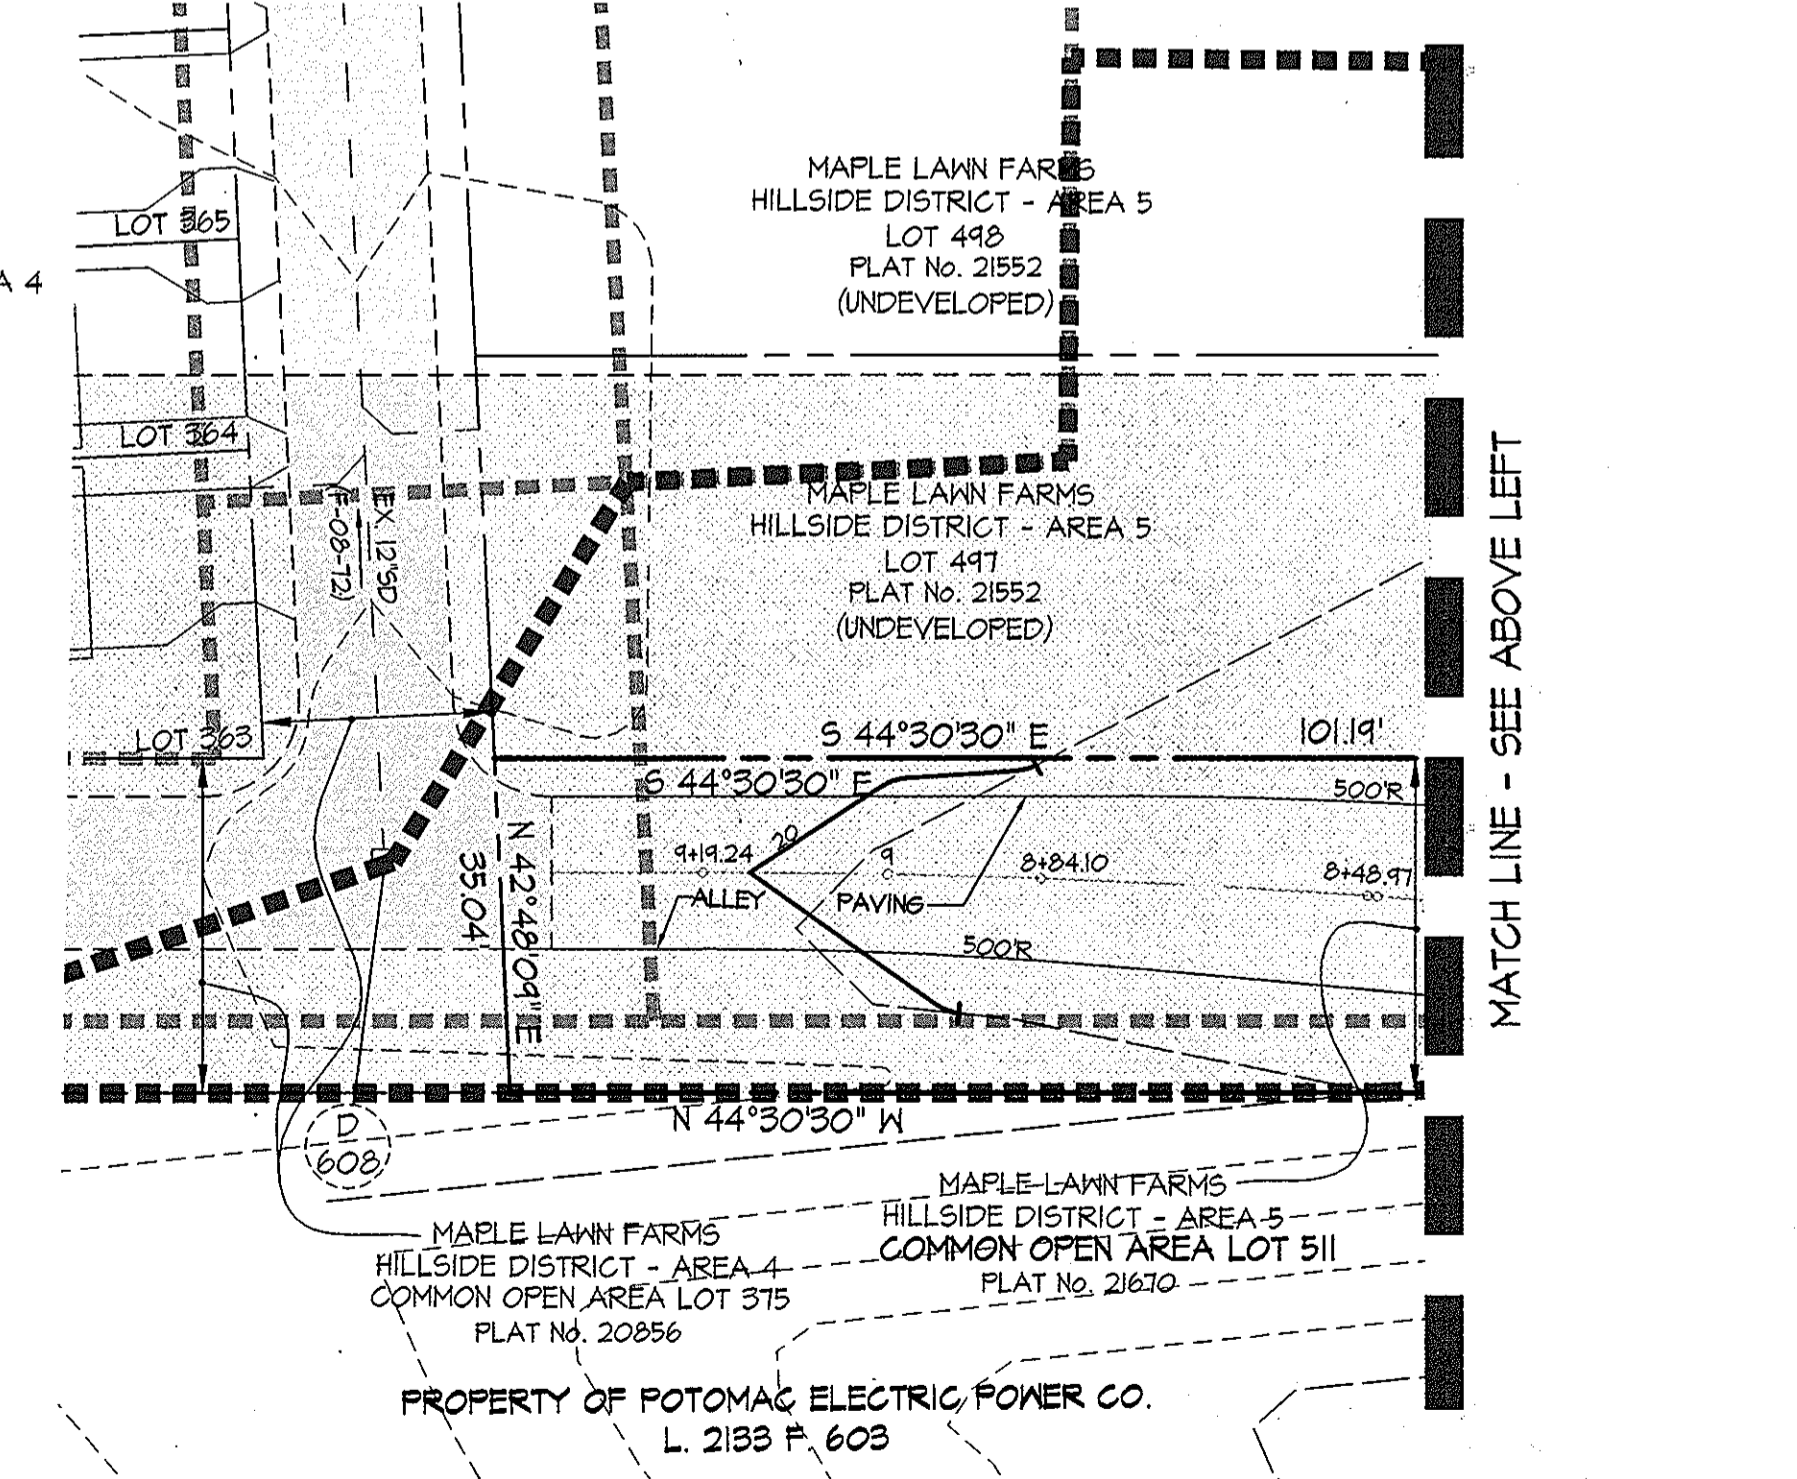 MAPLE LAWN FARMS
HILLSIDE DISTRICT - AREA 5
LOT 498
PLAT No. 21552
(UNDEVELOPED)
LOT 365
A 4
LOT 364
EX 12"SD
(F-08-72)
MAPLE LAWN FARMS
HILLSIDE DISTRICT - AREA 5
LOT 497
PLAT No. 21552
(UNDEVELOPED)
MATCH LINE - SEE ABOVE LEFT
LOT 363
S 44°30'30" E
101.19'
S 44°30'30" E
500'R
N 42°48'09" E
35.04
20
9+19.24
9
8+84.10
8+48.97
ALLEY
PAVING
500'R
N 44°30'30" W
D
608
MAPLE LAWN FARMS
HILLSIDE DISTRICT - AREA 5
COMMON OPEN AREA LOT 511
PLAT No. 21670
MAPLE LAWN FARMS
HILLSIDE DISTRICT - AREA 4
COMMON OPEN AREA LOT 375
PLAT No. 20856
PROPERTY OF POTOMAC ELECTRIC POWER CO.
L. 2133 F. 603